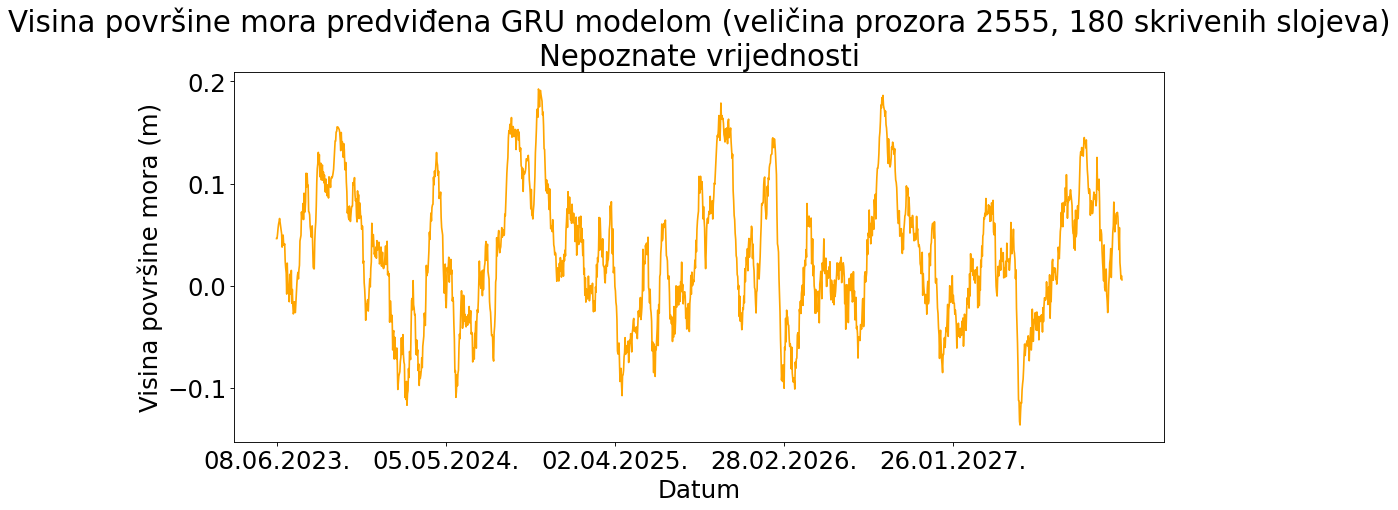 Visina površine mora predviđena GRU modelom (veličina prozora 2555, 180 skrivenih slojeva)
Nepoznate vrijednosti
Visina površine mora (m)
0.2
0.1
0.0
−0.1
08.06.2023. 05.05.2024. 02.04.2025. 28.02.2026. 26.01.2027.
Datum